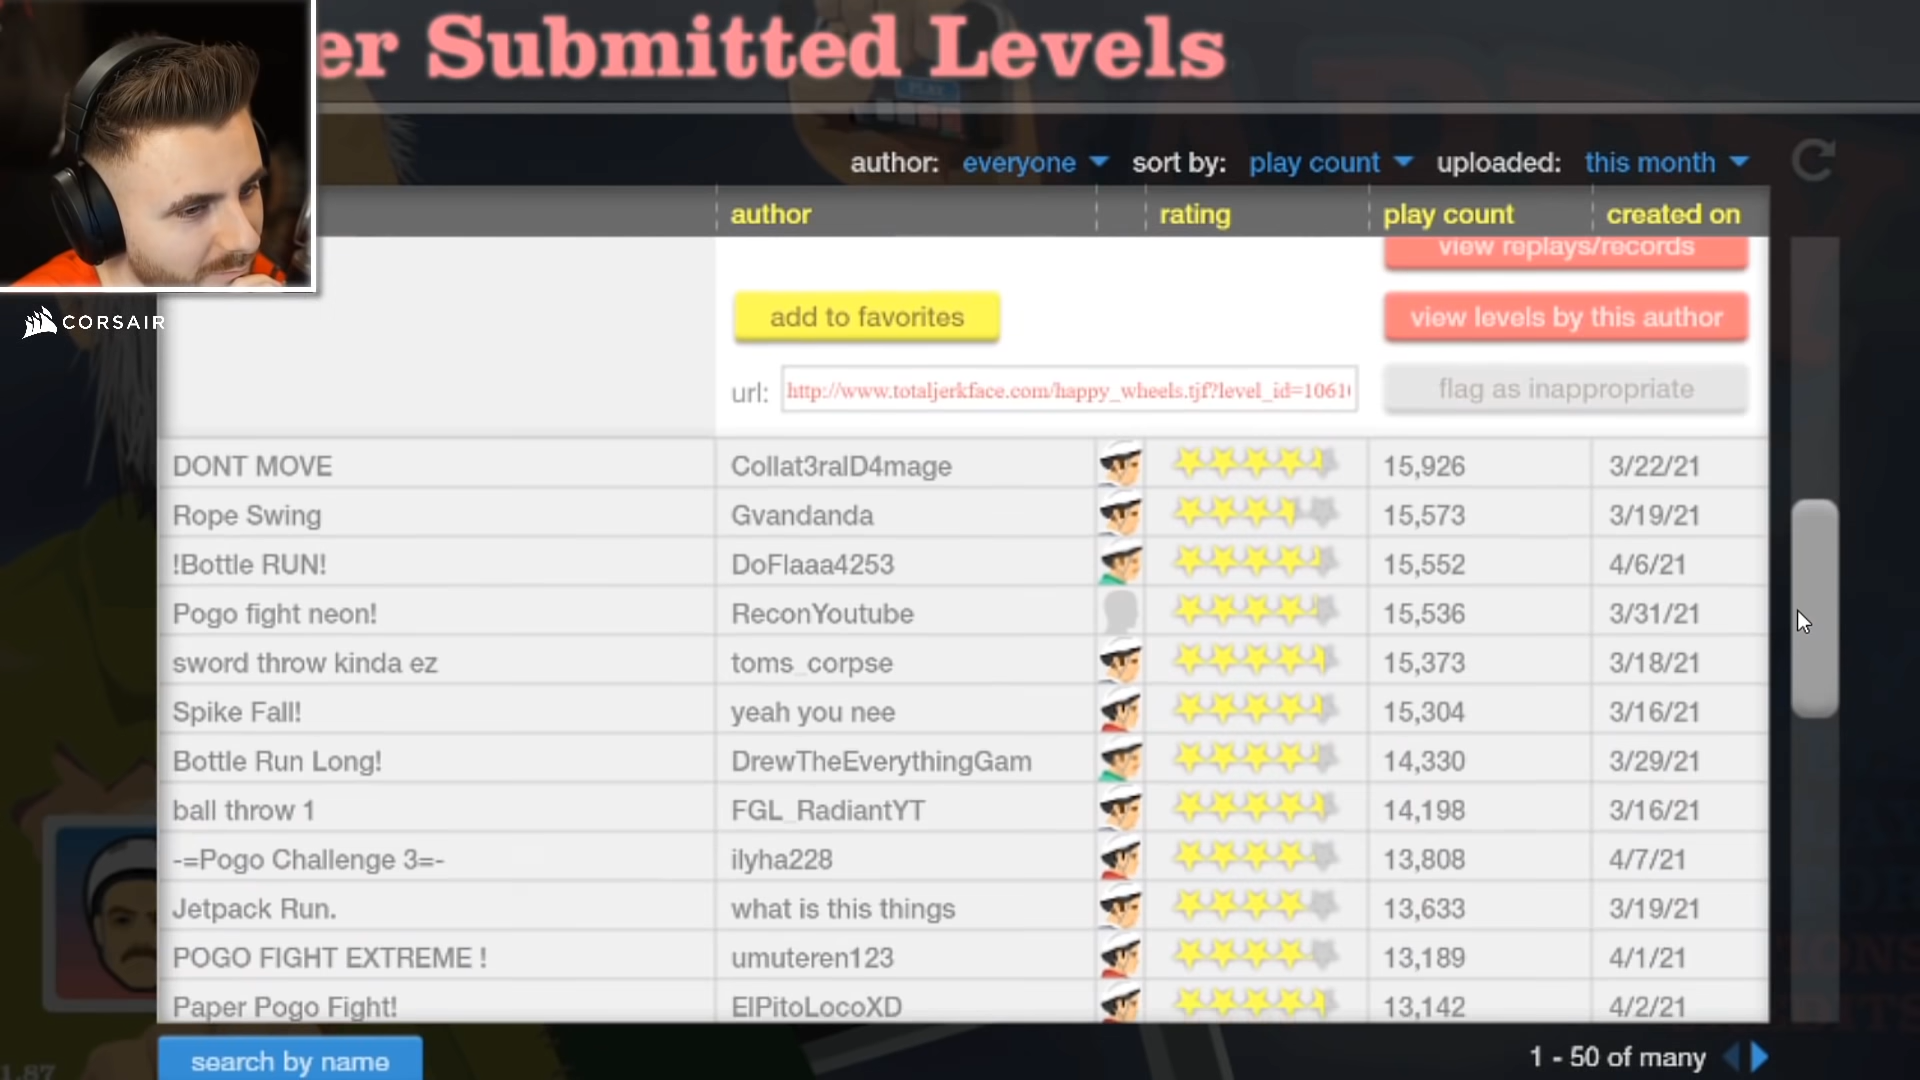 er Submitted Levels
author: everyone sort by: play count uploaded: this month
author rating play count created on
view replays/records
add to favorites view levels by this author
url: http://www.totaljerkface.com/happy_wheels.tjf?level_id=1061 flag as inappropriate
CORSAIR
DONT MOVE Collat3ralD4mage 15,926 3/22/21
Rope Swing Gvandanda 15,573 3/19/21
!Bottle RUN! DoFlaaa4253 15,552 4/6/21
Pogo fight neon! ReconYoutube 15,536 3/31/21
sword throw kinda ez toms_corpse 15,373 3/18/21
Spike Fall! yeah you nee 15,304 3/16/21
Bottle Run Long! DrewTheEverythingGam 14,330 3/29/21
ball throw 1 FGL_RadiantYT 14,198 3/16/21
-=Pogo Challenge 3=- ilyha228 13,808 4/7/21
Jetpack Run. what is this things 13,633 3/19/21
POGO FIGHT EXTREME ! umuteren123 13,189 4/1/21
Paper Pogo Fight! ElPitoLocoXD 13,142 4/2/21
search by name 1 - 50 of many
1.87